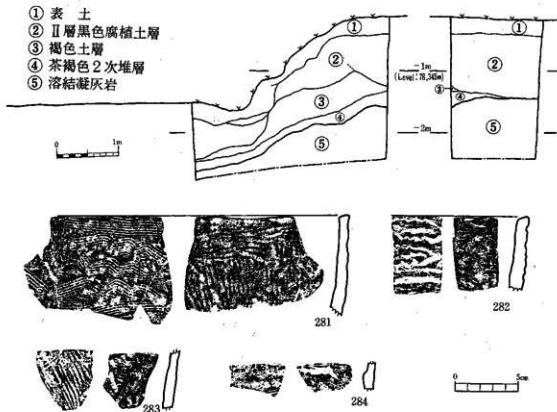 ① 表土
② Ⅱ層黒色腐植土層
③ 褐色土層
④ 茶褐色2次堆層
⑤ 溶結凝灰岩
0 1m
①
②
③
④
⑤
-1m
(Level:78,345m)
-2m
①
②
③
④
⑤
281
282
283
284
0 5cm